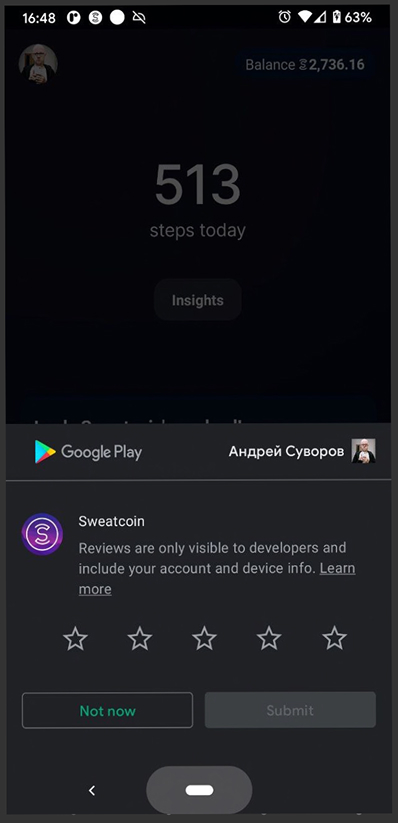 16:48
63%
Balance 2,736.16
513
steps today
Insights
Google Play
Андрей Суворов
Sweatcoin
Reviews are only visible to developers and
include your account and device info. Learn
more
Not now
Submit